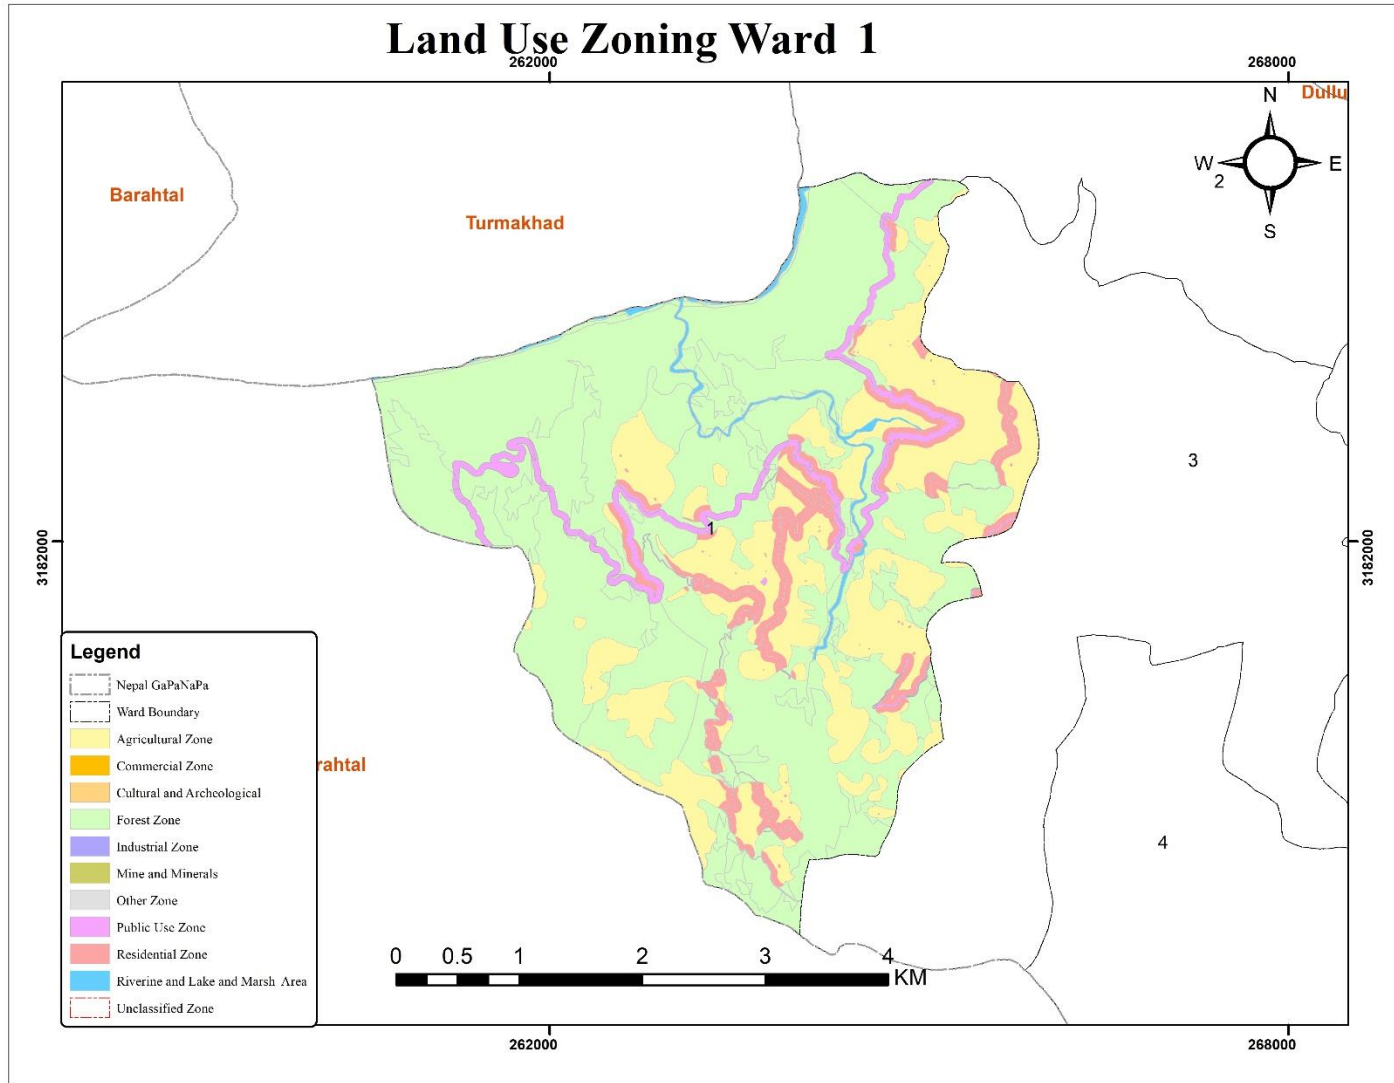 Land Use Zoning Ward 1
262000
268000
Dullu
N
W
E
2
S
Barahtal
Turmakhad
3
1
3182000
3182000
Legend
Nepal GaPaNaPa
Ward Boundary
Agricultural Zone
Commercial Zone
Cultural and Archeological
Forest Zone
Industrial Zone
Mine and Minerals
Other Zone
Public Use Zone
Residential Zone
Riverine and Lake and Marsh Area
Unclassified Zone
rahtal
4
0 0.5 1 2 3 4
KM
262000
268000